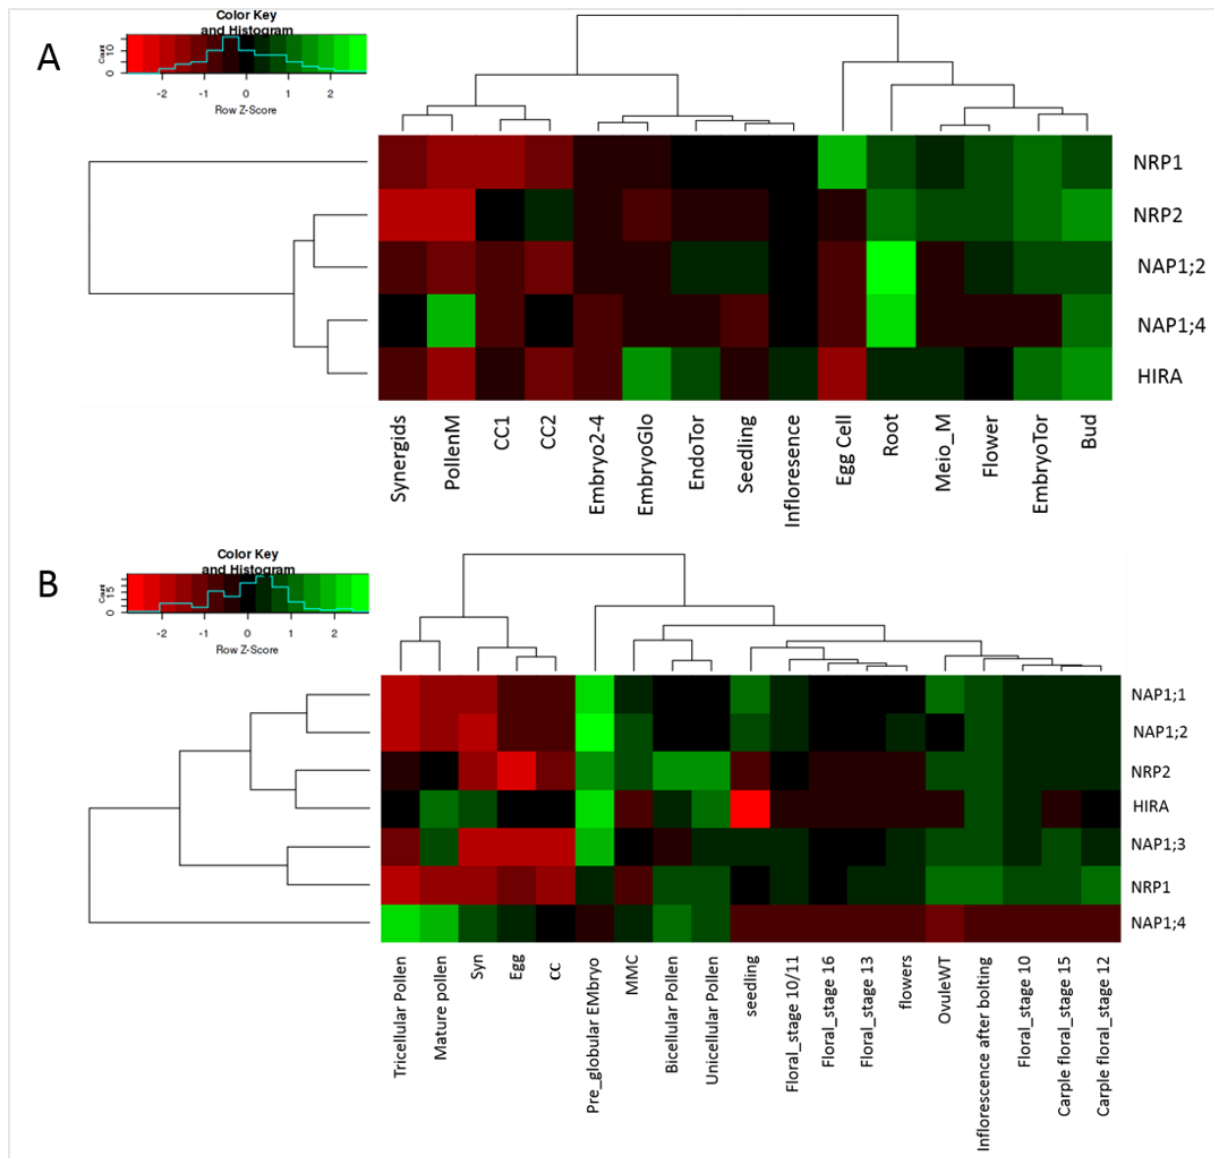 A
Color Key
and Histogram
Count
0 10
-2 -1 0 1 2
Row Z-Score
NRP1
NRP2
NAP1;2
NAP1;4
HIRA
Synergids
PollenM
CC1
CC2
Embryo2-4
EmbryoGlo
EndoTor
Seedling
Infloresence
Egg Cell
Root
Meio_M
Flower
EmbryoTor
Bud
B
Color Key
and Histogram
Count
0 15
-2 -1 0 1 2
Row Z-Score
NAP1;1
NAP1;2
NRP2
HIRA
NAP1;3
NRP1
NAP1;4
Tricellular Pollen
Mature pollen
Syn
Egg
CC
Pre_globular EMbryo
MMC
Bicellular Pollen
Unicellular Pollen
seedling
Floral_stage 10/11
Floral_stage 16
Floral_stage 13
flowers
OvuleWT
Inflorescence after bolting
Floral_stage 10
Carple floral_stage 15
Carple floral_stage 12